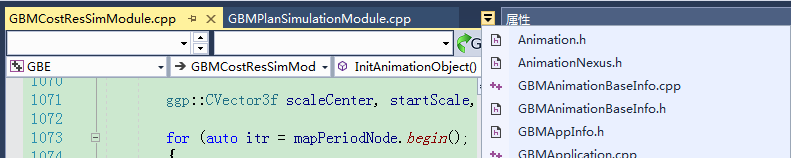 GBMCostResSimModule.cpp
GBMPlanSimulationModule.cpp
属性
G
GBE
GBMCostResSimMod
InitAnimationObject()
1070
1071 ggp::CVector3f scaleCenter, startScale,
1072
1073 for (auto itr = mapPeriodNode.begin();
1074 {
Animation.h
AnimationNexus.h
GBMAnimationBaseInfo.cpp
GBMAnimationBaseInfo.h
GBMAppInfo.h
GBMApplication.cpp